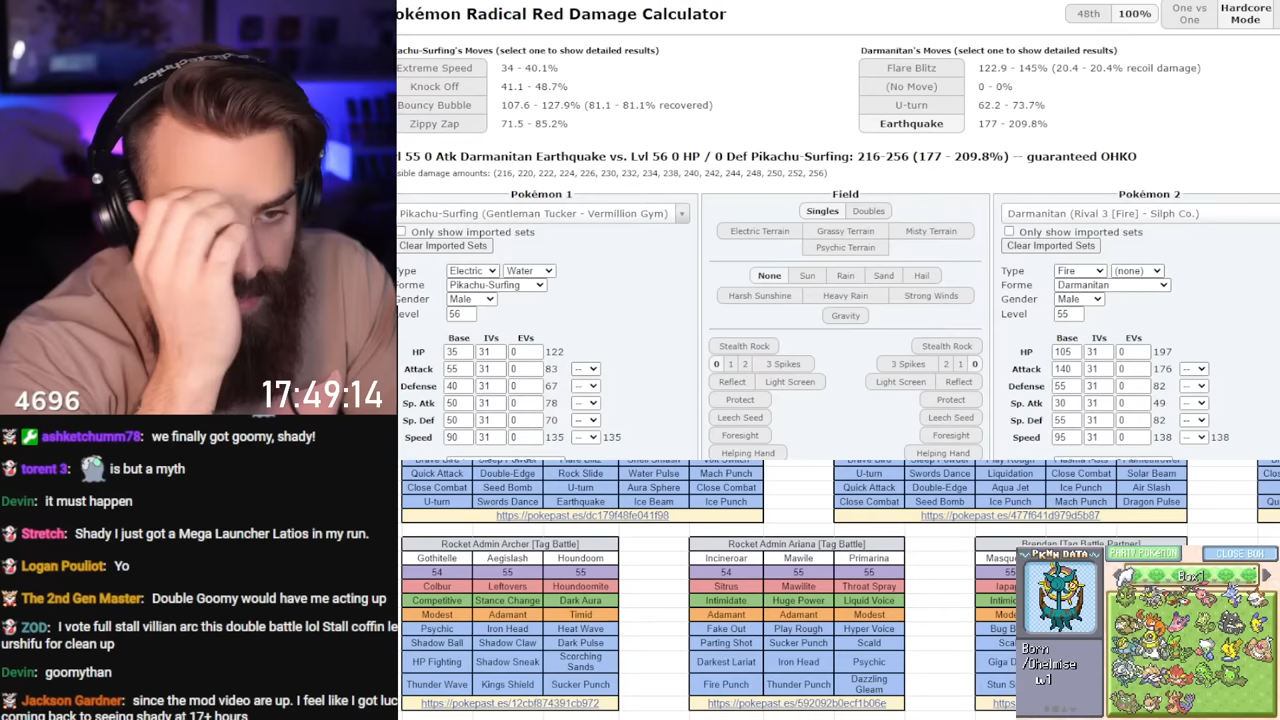 okémon Radical Red Damage Calculator
48th 100% One vs One Hardcore Mode
achu-Surfing's Moves (select one to show detailed results)
Extreme Speed 34 - 40.1%
Knock Off 41.1 - 48.7%
Bouncy Bubble 107.6 - 127.9% (81.1 - 81.1% recovered)
Zippy Zap 71.5 - 85.2%
Darmanitan's Moves (select one to show detailed results)
Flare Blitz 122.9 - 145% (20.4 - 20.4% recoil damage)
(No Move) 0 - 0%
U-turn 62.2 - 73.7%
Earthquake 177 - 209.8%
l 55 0 Atk Darmanitan Earthquake vs. Lvl 56 0 HP / 0 Def Pikachu-Surfing: 216-256 (177 - 209.8%) -- guaranteed OHKO
sible damage amounts: (216, 220, 222, 224, 226, 230, 232, 234, 238, 240, 242, 244, 248, 250, 252, 256)
Pokémon 1
Pikachu-Surfing (Gentleman Tucker - Vermillion Gym)
Only show imported sets
Clear Imported Sets
Type Electric Water
Forme Pikachu-Surfing
Gender Male
Level 56
Base IVs EVs
HP 35 31 0 122
Attack 55 31 0 83 --
Defense 40 31 0 67 --
Sp. Atk 50 31 0 78 --
Sp. Def 50 31 0 70 --
Speed 90 31 0 135 -- 135
Field
Singles Doubles
Electric Terrain Grassy Terrain Misty Terrain
Psychic Terrain
None Sun Rain Sand Hail
Harsh Sunshine Heavy Rain Strong Winds
Gravity
Stealth Rock Stealth Rock
0 1 2 3 Spikes 3 Spikes 2 1 0
Reflect Light Screen Light Screen Reflect
Protect Protect
Leech Seed Leech Seed
Foresight Foresight
Helping Hand Helping Hand
Pokémon 2
Darmanitan (Rival 3 [Fire] - Silph Co.)
Only show imported sets
Clear Imported Sets
Type Fire (none)
Forme Darmanitan
Gender Male
Level 55
Base IVs EVs
HP 105 31 0 197
Attack 140 31 0 176 --
Defense 55 31 0 82 --
Sp. Atk 30 31 0 49 --
Sp. Def 55 31 0 82 --
Speed 95 31 0 138 -- 138
4696 17:49:14
ashketchumm78: we finally got goomy, shady!
torent 3: is but a myth
Devin: it must happen
Stretch: Shady I just got a Mega Launcher Latios in my run.
Logan Pouliot: Yo
The 2nd Gen Master: Double Goomy would have me acting up
ZOD: I vote full stall villian arc this double battle lol Stall coffin le
urshifu for clean up
Devin: goomythan
Jackson Gardner: since the mod video are up. I feel like I got luc
coming back to seeing shady at 17+ hours
Quick Attack Double-Edge Rock Slide Water Pulse Mach Punch
Close Combat Seed Bomb U-turn Aura Sphere Close Combat
U-turn Swords Dance Earthquake Ice Beam Ice Punch
https://pokepast.es/dc179f48fe041f98
U-turn Swords Dance Liquidation Close Combat Solar Beam
Quick Attack Double-Edge Aqua Jet Ice Punch Air Slash
Close Combat Seed Bomb Ice Punch Mach Punch Dragon Pulse
https://pokepast.es/477f641d979d5b87
Rocket Admin Archer [Tag Battle]
Gothitelle Aegislash Houndoom
54 55 55
Colbur Leftovers Houndoomite
Competitive Stance Change Dark Aura
Modest Adamant Timid
Psychic Iron Head Heat Wave
Shadow Ball Shadow Claw Dark Pulse
HP Fighting Shadow Sneak Scorching Sands
Thunder Wave Kings Shield Sucker Punch
https://pokepast.es/12cbf874391cb972
Rocket Admin Ariana [Tag Battle]
Incineroar Mawile Primarina
54 55 55
Sitrus Mawilite Throat Spray
Intimidate Huge Power Liquid Voice
Adamant Adamant Modest
Fake Out Play Rough Hyper Voice
Parting Shot Sucker Punch Scald
Darkest Lariat Iron Head Psychic
Fire Punch Thunder Punch Dazzling Gleam
https://pokepast.es/592092b0ecf1b06e
Brendan [Tag Battle Partner]
Masqu
55
Iapa
Intimid
Modes
Bug B
Sca
Giga D
Stun S
PKMN DATA PARTY POKéMON CLOSE BOX
Box1
Born
/Dhelmise